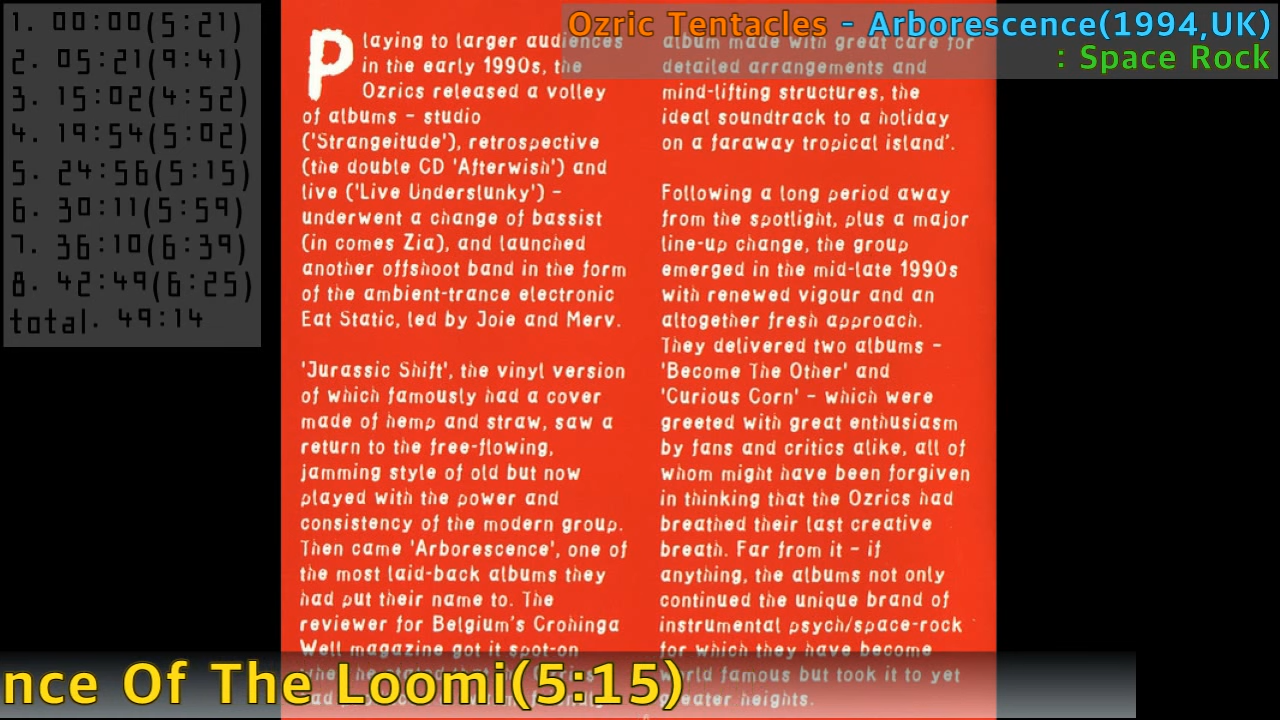 1. 00:00(5:21)
2. 05:21(9:41)
3. 15:02(4:52)
4. 19:54(5:02)
5. 24:56(5:15)
6. 30:11(5:59)
7. 36:10(6:39)
8. 42:49(6:25)
total. 49:14
Ozric Tentacles - Arborescence(1994,UK)
: Space Rock
Playing to larger audiences
in the early 1990s, the
Ozrics released a volley
of albums - studio
('Strangeitude'), retrospective
(the double CD 'Afterwish') and
live ('Live Underslunky') -
underwent a change of bassist
(in comes Zia), and launched
another offshoot band in the form
of the ambient-trance electronic
Eat Static, led by Joie and Merv.
'Jurassic Shift', the vinyl version
of which famously had a cover
made of hemp and straw, saw a
return to the free-flowing,
jamming style of old but now
played with the power and
consistency of the modern group.
Then came 'Arborescence', one of
the most laid-back albums they
had put their name to. The
reviewer for Belgium's Crohinga
Well magazine got it spot-on
when he stated that the
had
album made with great care for
detailed arrangements and
mind-lifting structures, the
ideal soundtrack to a holiday
on a faraway tropical island'.
Following a long period away
from the spotlight, plus a major
line-up change, the group
emerged in the mid-late 1990s
with renewed vigour and an
altogether fresh approach.
They delivered two albums -
'Become The Other' and
'Curious Corn' - which were
greeted with great enthusiasm
by fans and critics alike, all of
whom might have been forgiven
in thinking that the Ozrics had
breathed their last creative
breath. Far from it - if
anything, the albums not only
continued the unique brand of
instrumental psych/space-rock
for which they have become
world famous but took it to yet
greater heights.
nce Of The Loomi(5:15)